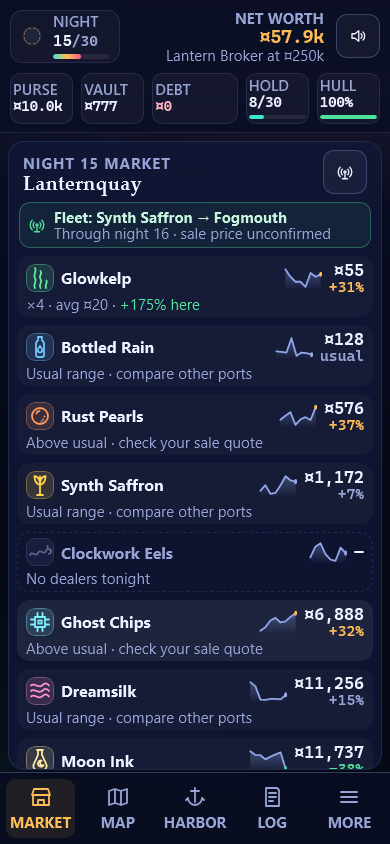 NIGHT
15/30
NET WORTH
¤57.9k
Lantern Broker at ¤250k
PURSE
¤10.0k
VAULT
¤777
DEBT
¤0
HOLD
8/30
HULL
100%
NIGHT 15 MARKET
Lanternquay
Fleet: Synth Saffron → Fogmouth
Through night 16 · sale price unconfirmed
Glowkelp
¤55
+31%
×4 · avg ¤20 · +175% here
Bottled Rain
¤128
usual
Usual range · compare other ports
Rust Pearls
¤576
+37%
Above usual · check your sale quote
Synth Saffron
¤1,172
+7%
Usual range · compare other ports
Clockwork Eels
—
No dealers tonight
Ghost Chips
¤6,888
+32%
Above usual · check your sale quote
Dreamsilk
¤11,256
+15%
Usual range · compare other ports
Moon Ink
¤11,737
MARKET
MAP
HARBOR
LOG
MORE